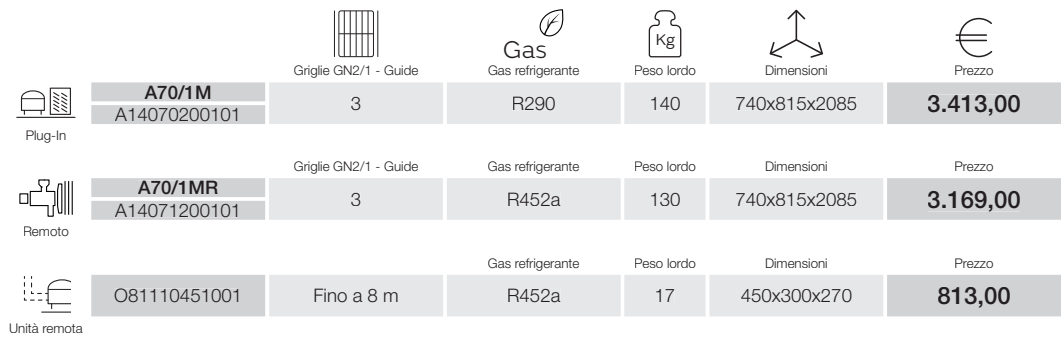 Gas
Kg
Griglie GN2/1 - Guide Gas refrigerante Peso lordo Dimensioni Prezzo
A70/1M
A14070200101
3 R290 140 740x815x2085 3.413,00
Plug-In
Griglie GN2/1 - Guide Gas refrigerante Peso lordo Dimensioni Prezzo
A70/1MR
A14071200101
3 R452a 130 740x815x2085 3.169,00
Remoto
Gas refrigerante Peso lordo Dimensioni Prezzo
O81110451001 Fino a 8 m R452a 17 450x300x270 813,00
Unità remota